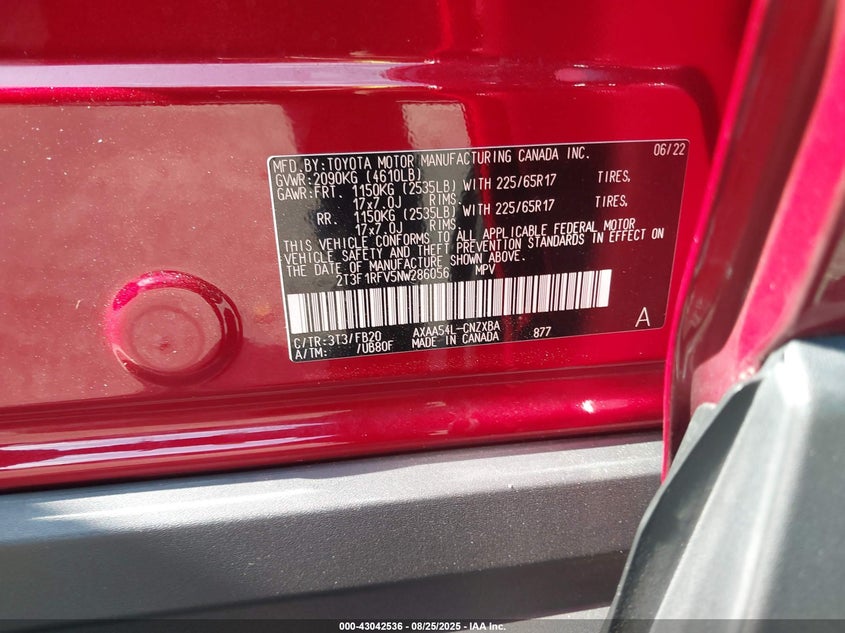 MFD.BY:TOYOTA MOTOR MANUFACTURING CANADA INC. 06/22
GVWR:2090KG (4610LB)
GAWR:FRT. 1150KG (2535LB) WITH 225/65R17 TIRES.
17x7.0J RIMS.
RR. 1150KG (2535LB) WITH 225/65R17 TIRES.
17x7.0J RIMS.
THIS VEHICLE CONFORMS TO ALL APPLICABLE FEDERAL MOTOR
VEHICLE SAFETY AND THEFT PREVENTION STANDARDS IN EFFECT ON
THE DATE OF MANUFACTURE SHOWN ABOVE.
2T3F1RFV5NW286056 MPV
C/TR:3T3/FB20 AXAA54L-CNZXBA 877 A
A/TM: /UB80F MADE IN CANADA
000-43042536 - 08/25/2025 - IAA Inc.